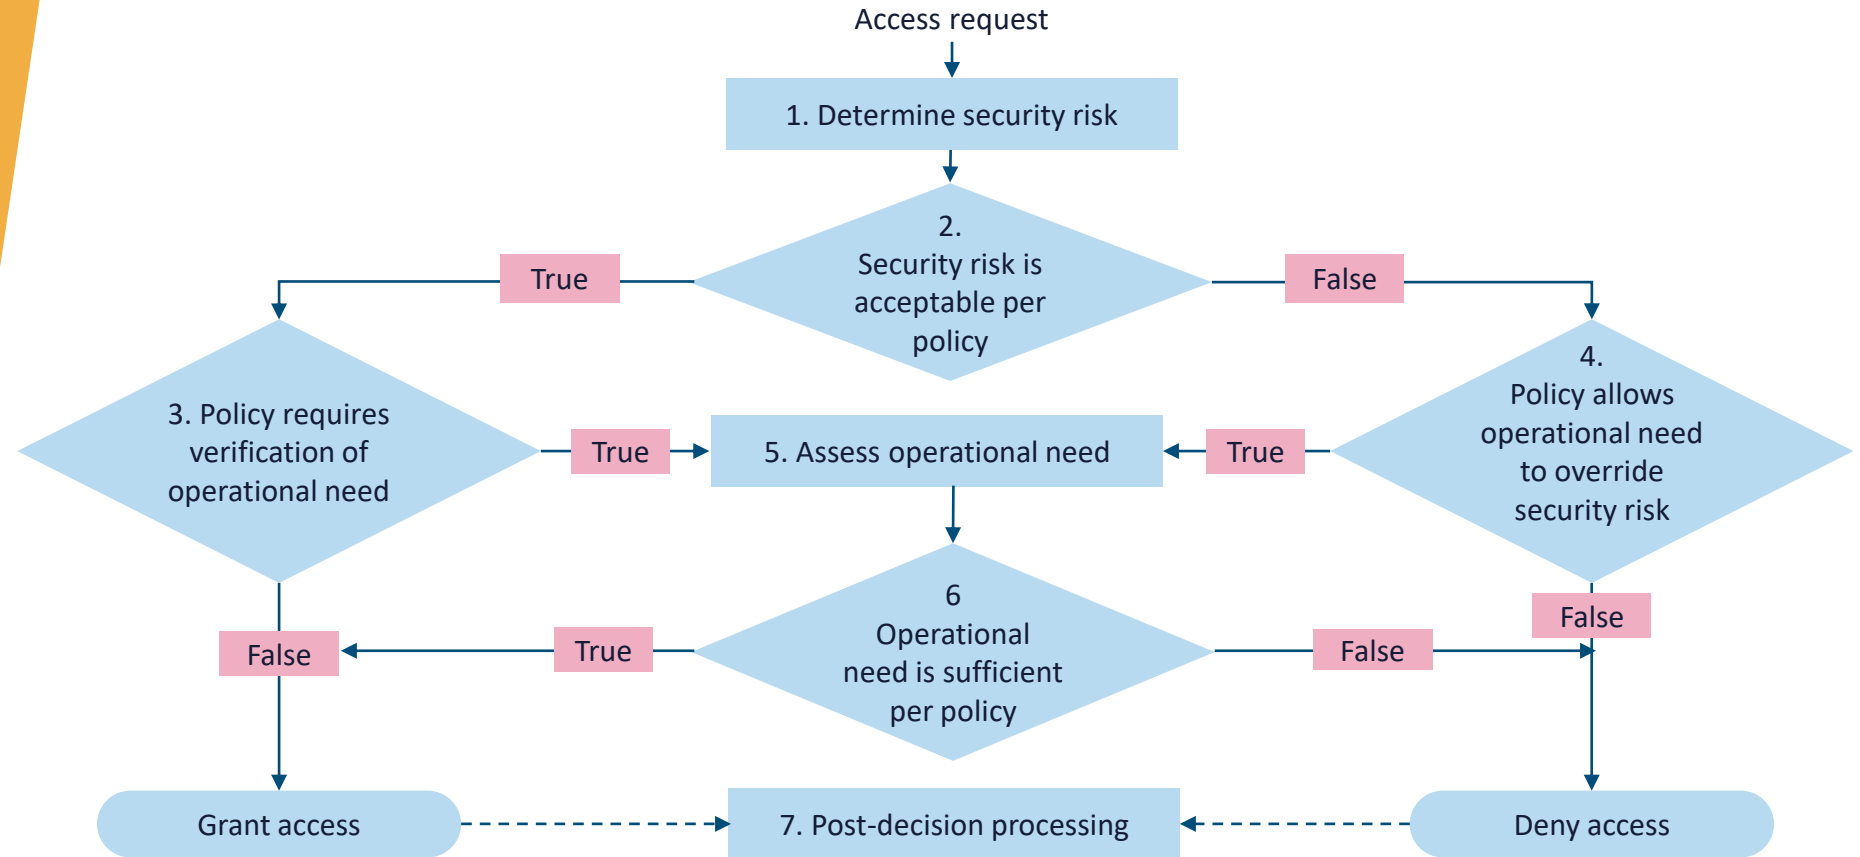 Access request
1. Determine security risk
2.
Security risk is
acceptable per
policy
True
False
3. Policy requires
verification of
operational need
True
5. Assess operational need
True
4.
Policy allows
operational need
to override
security risk
False
True
6
Operational
need is sufficient
per policy
False
False
Grant access
7. Post-decision processing
Deny access